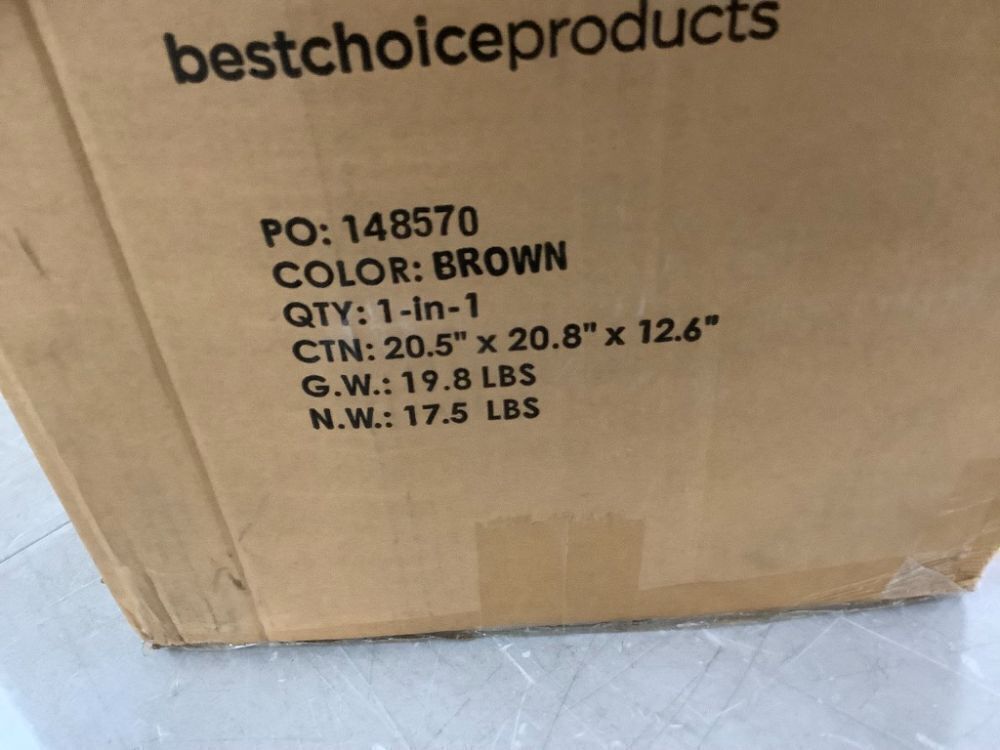 bestchoiceproducts
PO: 148570
COLOR: BROWN
QTY: 1-in-1
CTN: 20.5" x 20.8" x 12.6"
G.W.: 19.8 LBS
N.W.: 17.5 LBS